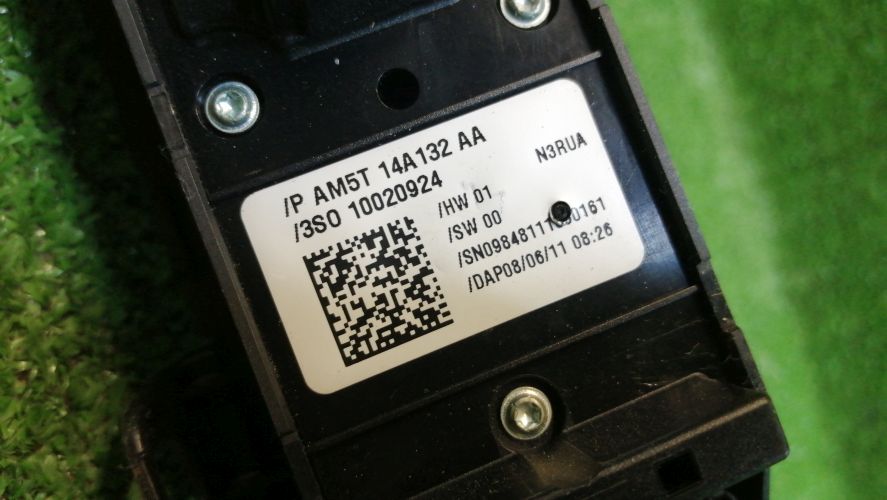 /P AM5T 14A132 AA
/3SO 10020924
N3RUA
/HW 01
/SW 00
/DAP08/06/11 08:26